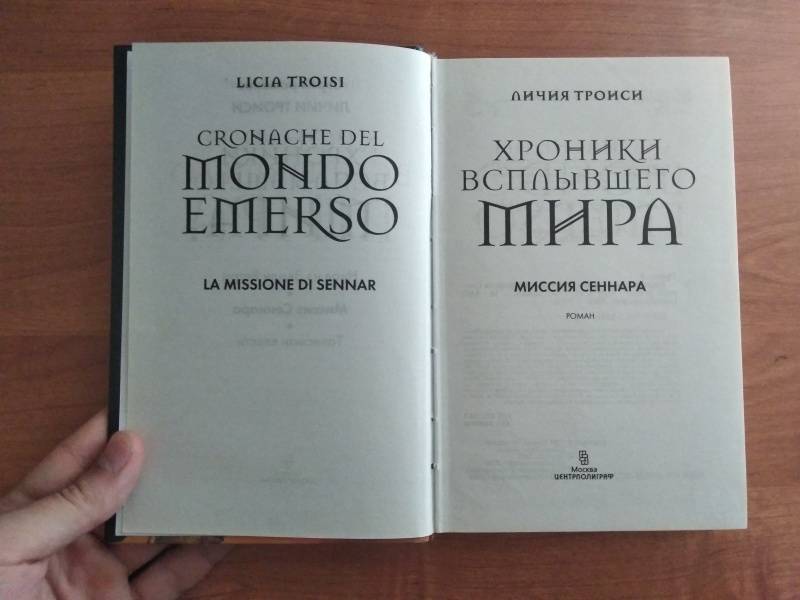 LICIA TROISI
CRONACHE DEL
MONDO
EMERSO
LA MISSIONE DI SENNAR
ЛИЧИЯ ТРОИСИ
ХРОНИКИ
ВСПЛЫВШЕГО
МИРА
МИССИЯ СЕННАРА
РОМАН
Москва
ЦЕНТРПОЛИГРАФ